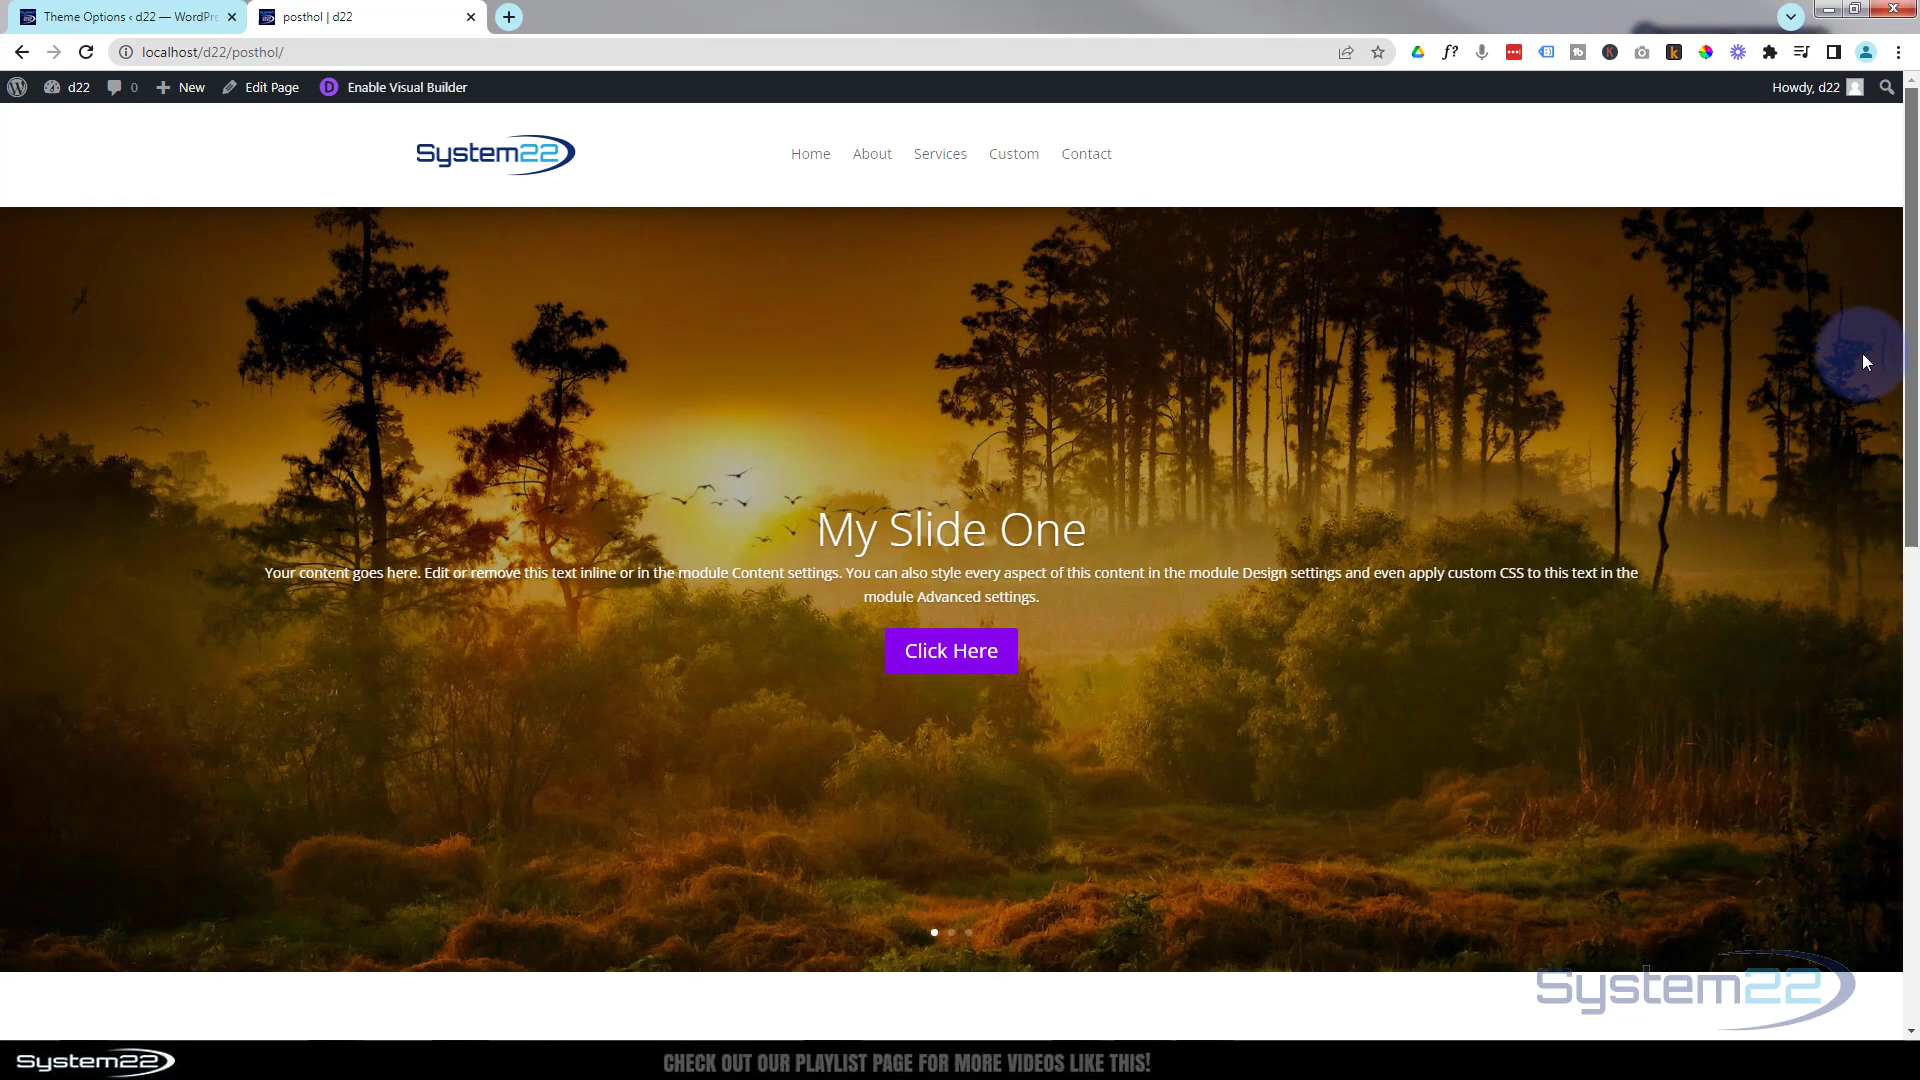 Theme Options ‹ d22 — WordPre
posthol | d22
localhost/d22/posthol/
d22
0
New
Edit Page
D
Enable Visual Builder
Howdy, d22
System22
Home
About
Services
Custom
Contact
My Slide One
Your content goes here. Edit or remove this text inline or in the module Content settings. You can also style every aspect of this content in the module Design settings and even apply custom CSS to this text in the
module Advanced settings.
Click Here
System22
System22
CHECK OUT OUR PLAYLIST PAGE FOR MORE VIDEOS LIKE THIS!